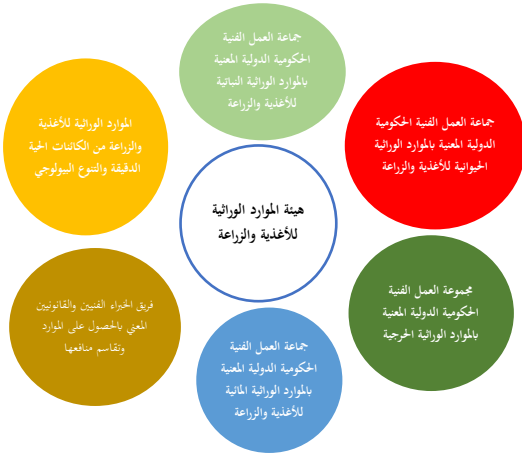 جماعة العمل الفنية
الحكومية الدولية المعنية
بالموارد الوراثية النباتية
للأغذية والزراعة
جماعة العمل الفنية الحكومية
الدولية المعنية بالموارد الوراثية
الحيوانية للأغذية والزراعة
الموارد الوراثية للأغذية
والزراعة من الكائنات الحية
الدقيقة والتنوع البيولوجي
هيئة الموارد الوراثية
للأغذية والزراعة
مجموعة العمل الفنية
الحكومية الدولية المعنية
بالموارد الوراثية الحرجية
فريق الخبراء الفنيين والقانونيين
المعني بالحصول على الموارد
وتقاسم منافعها
جماعة العمل الفنية
الحكومية الدولية المعنية
بالموارد الوراثية المائية
للأغذية والزراعة